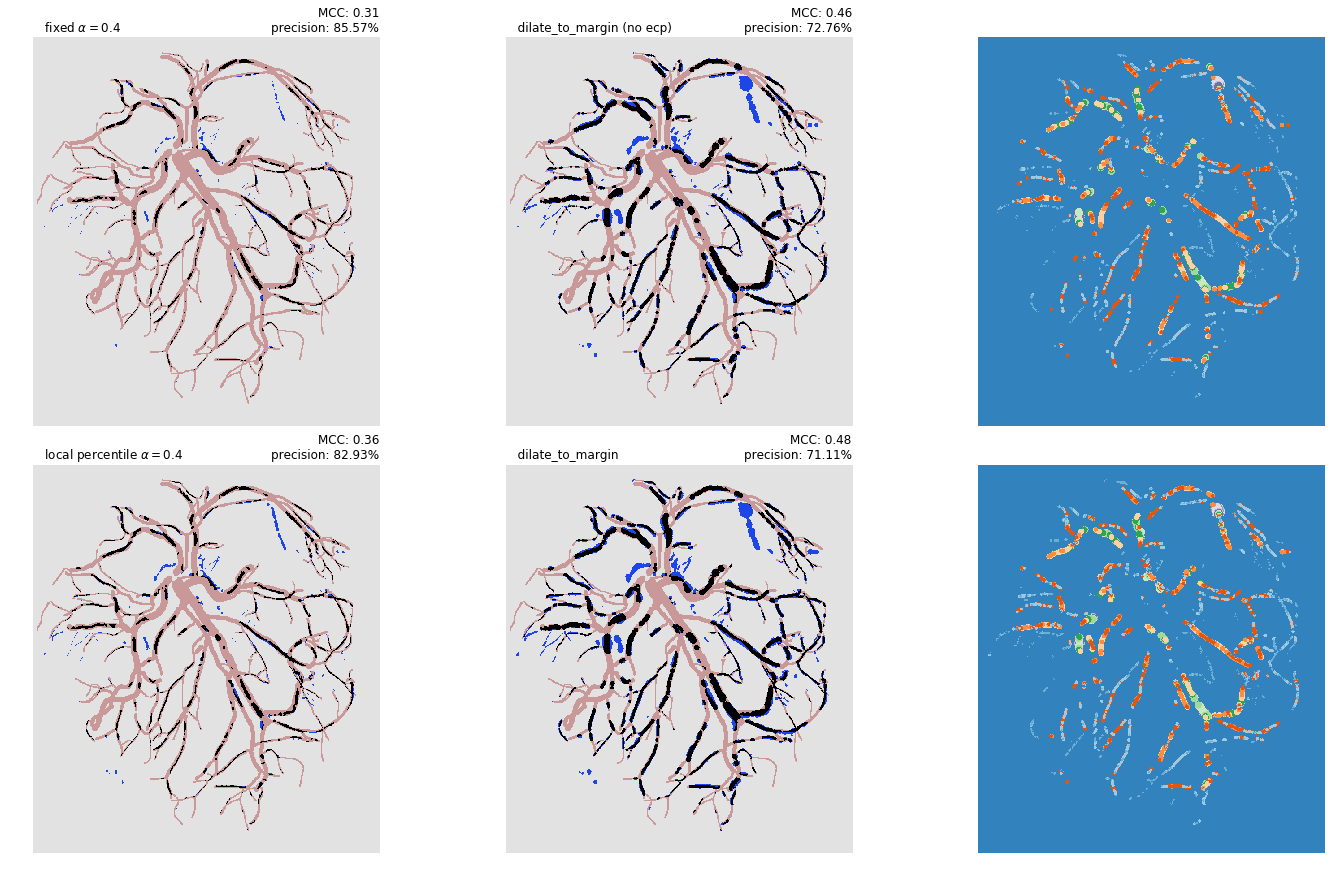 MCC: 0.31
fixed α = 0.4 precision: 85.57%
MCC: 0.46
dilate_to_margin (no ecp) precision: 72.76%
MCC: 0.36
local percentile α = 0.4 precision: 82.93%
MCC: 0.48
dilate_to_margin precision: 71.11%